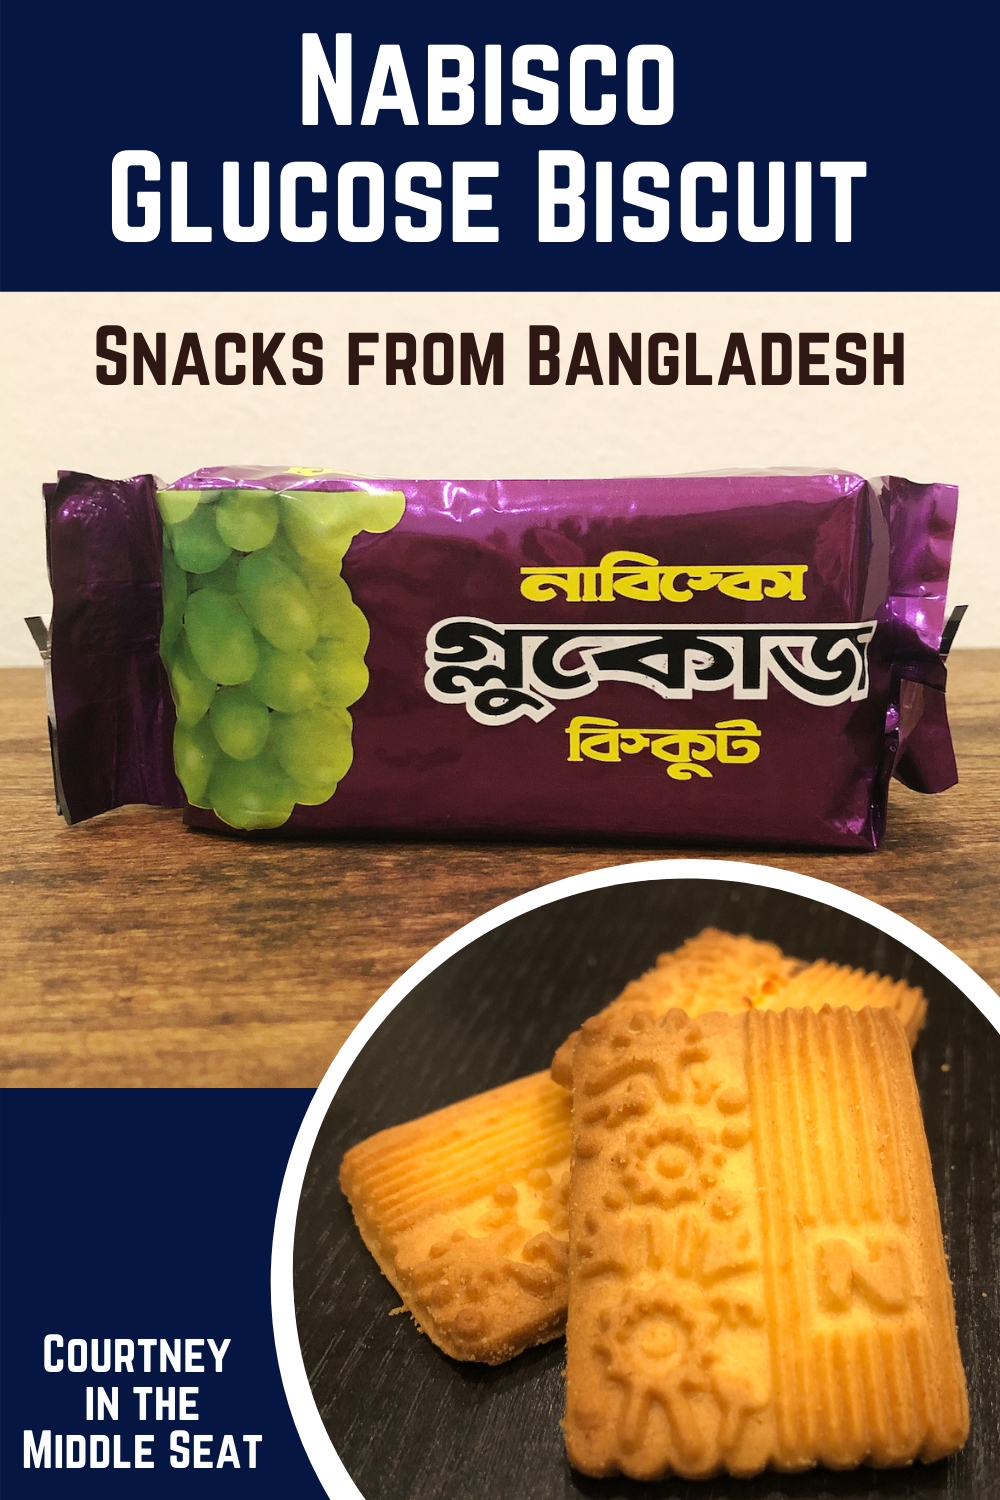 Nabisco
Glucose Biscuit
Snacks from Bangladesh
নাবিস্কো
গ্লুকোজ
বিস্কুট
N
Courtney
in the
Middle Seat